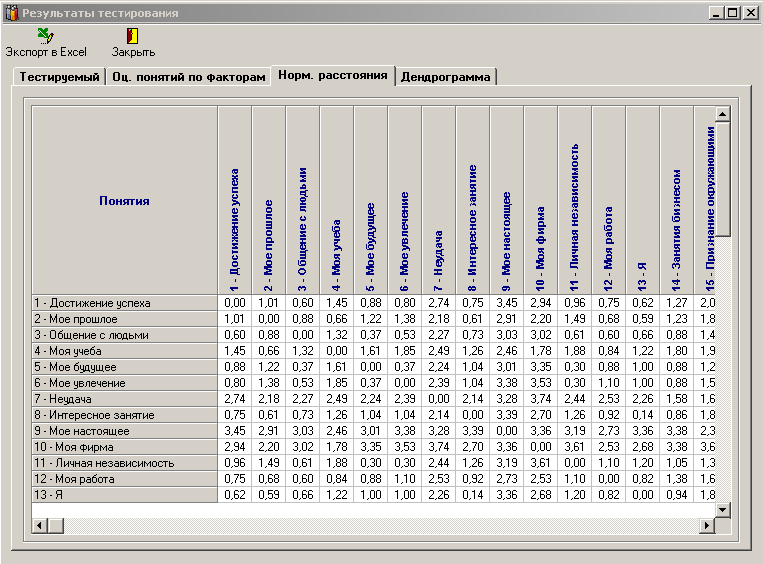 Результаты тестирования
Экспорт в Excel Закрыть
Тестируемый Оц. понятий по факторам Норм. расстояния Дендрограмма
Понятия 1 - Достижение успеха 2 - Мое прошлое 3 - Общение с людьми 4 - Моя учеба 5 - Мое будущее 6 - Мое увлечение 7 - Неудача 8 - Интересное занятие 9 - Мое настоящее 10 - Моя фирма 11 - Личная независимость 12 - Моя работа 13 - Я 14 - Занятия бизнесом 15 - Признание окружающими
1 - Достижение успеха 0,00 1,01 0,60 1,45 0,88 0,80 2,74 0,75 3,45 2,94 0,96 0,75 0,62 1,27 2,0
2 - Мое прошлое 1,01 0,00 0,88 0,66 1,22 1,38 2,18 0,61 2,91 2,20 1,49 0,68 0,59 1,23 1,8
3 - Общение с людьми 0,60 0,88 0,00 1,32 0,37 0,53 2,27 0,73 3,03 3,02 0,61 0,60 0,66 0,88 1,4
4 - Моя учеба 1,45 0,66 1,32 0,00 1,61 1,85 2,49 1,26 2,46 1,78 1,88 0,84 1,22 1,80 1,9
5 - Мое будущее 0,88 1,22 0,37 1,61 0,00 0,37 2,24 1,04 3,01 3,35 0,30 0,88 1,00 0,88 1,2
6 - Мое увлечение 0,80 1,38 0,53 1,85 0,37 0,00 2,39 1,04 3,38 3,53 0,30 1,10 1,00 0,88 1,5
7 - Неудача 2,74 2,18 2,27 2,49 2,24 2,39 0,00 2,14 3,28 3,74 2,44 2,53 2,26 1,58 1,6
8 - Интересное занятие 0,75 0,61 0,73 1,26 1,04 1,04 2,14 0,00 3,39 2,70 1,26 0,92 0,14 0,86 1,8
9 - Мое настоящее 3,45 2,91 3,03 2,46 3,01 3,38 3,28 3,39 0,00 3,36 3,19 2,73 3,36 3,38 2,3
10 - Моя фирма 2,94 2,20 3,02 1,78 3,35 3,53 3,74 2,70 3,36 0,00 3,61 2,53 2,68 3,38 3,6
11 - Личная независимость 0,96 1,49 0,61 1,88 0,30 0,30 2,44 1,26 3,19 3,61 0,00 1,10 1,20 1,05 1,3
12 - Моя работа 0,75 0,68 0,60 0,84 0,88 1,10 2,53 0,92 2,73 2,53 1,10 0,00 0,82 1,38 1,6
13 - Я 0,62 0,59 0,66 1,22 1,00 1,00 2,26 0,14 3,36 2,68 1,20 0,82 0,00 0,94 1,8